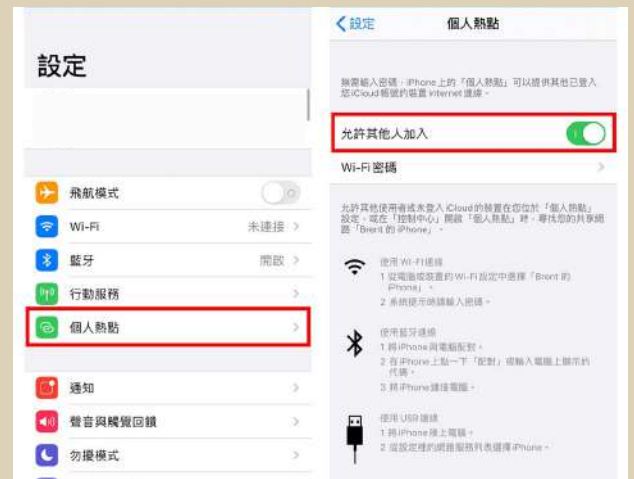 設定
飛航模式
Wi-Fi 未連接
藍牙 開啟
行動服務
個人熱點
通知
聲音與觸覺回饋
勿擾模式
設定 個人熱點
無需輸入密碼，iPhone 上的「個人熱點」可以提供其他已登入
您 iCloud 帳號的裝置 Internet 連線。
允許其他人加入
Wi-Fi 密碼
允許其他使用者或未登入 iCloud 的裝置在您位於「個人熱點」
設定，或在「控制中心」開啟「個人熱點」時，尋找您的共享網
路「Brent 的 iPhone」。
使用 Wi-Fi 連線
1 從電腦或裝置的 Wi-Fi 設定中選擇「Brent 的
iPhone」。
2 系統提示時請輸入密碼。
使用藍牙連線
1 將 iPhone 與電腦配對。
2 在 iPhone 上點一下「配對」或輸入電腦上顯示的
代碼。
3 將 iPhone 連接電腦。
使用 USB 連線
1 將 iPhone 接上電腦。
2 從設定裡的網路服務列表選擇 iPhone。